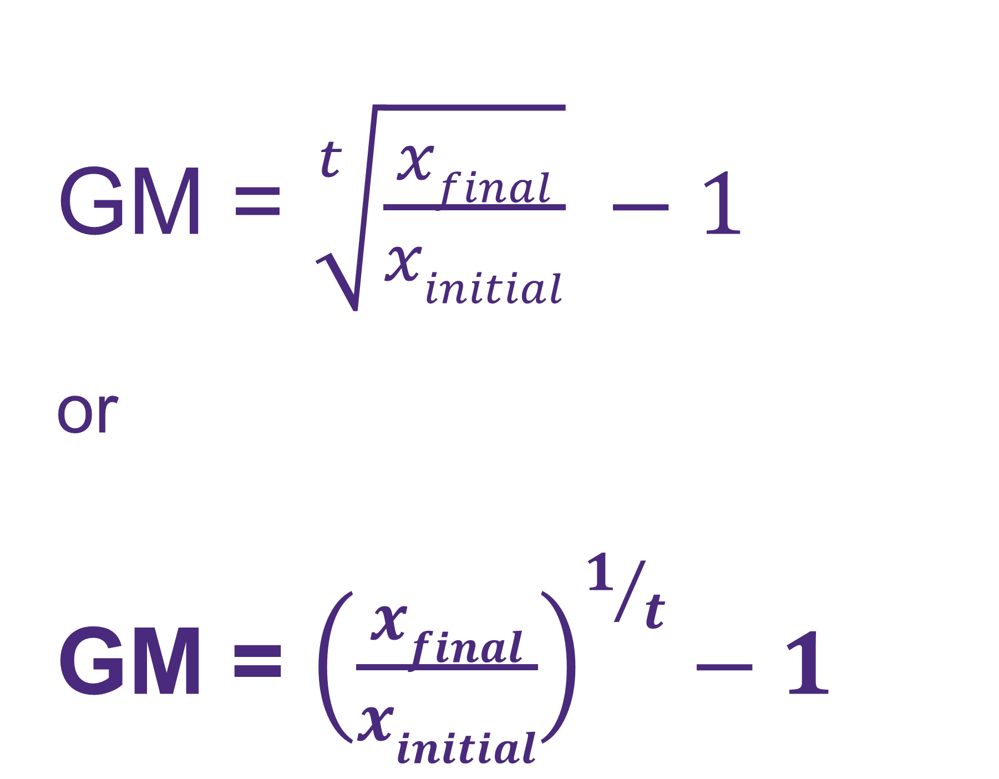 GM = ᵗ√(x_final / x_initial) − 1
or
GM = (x_final / x_initial)^(1/t) − 1